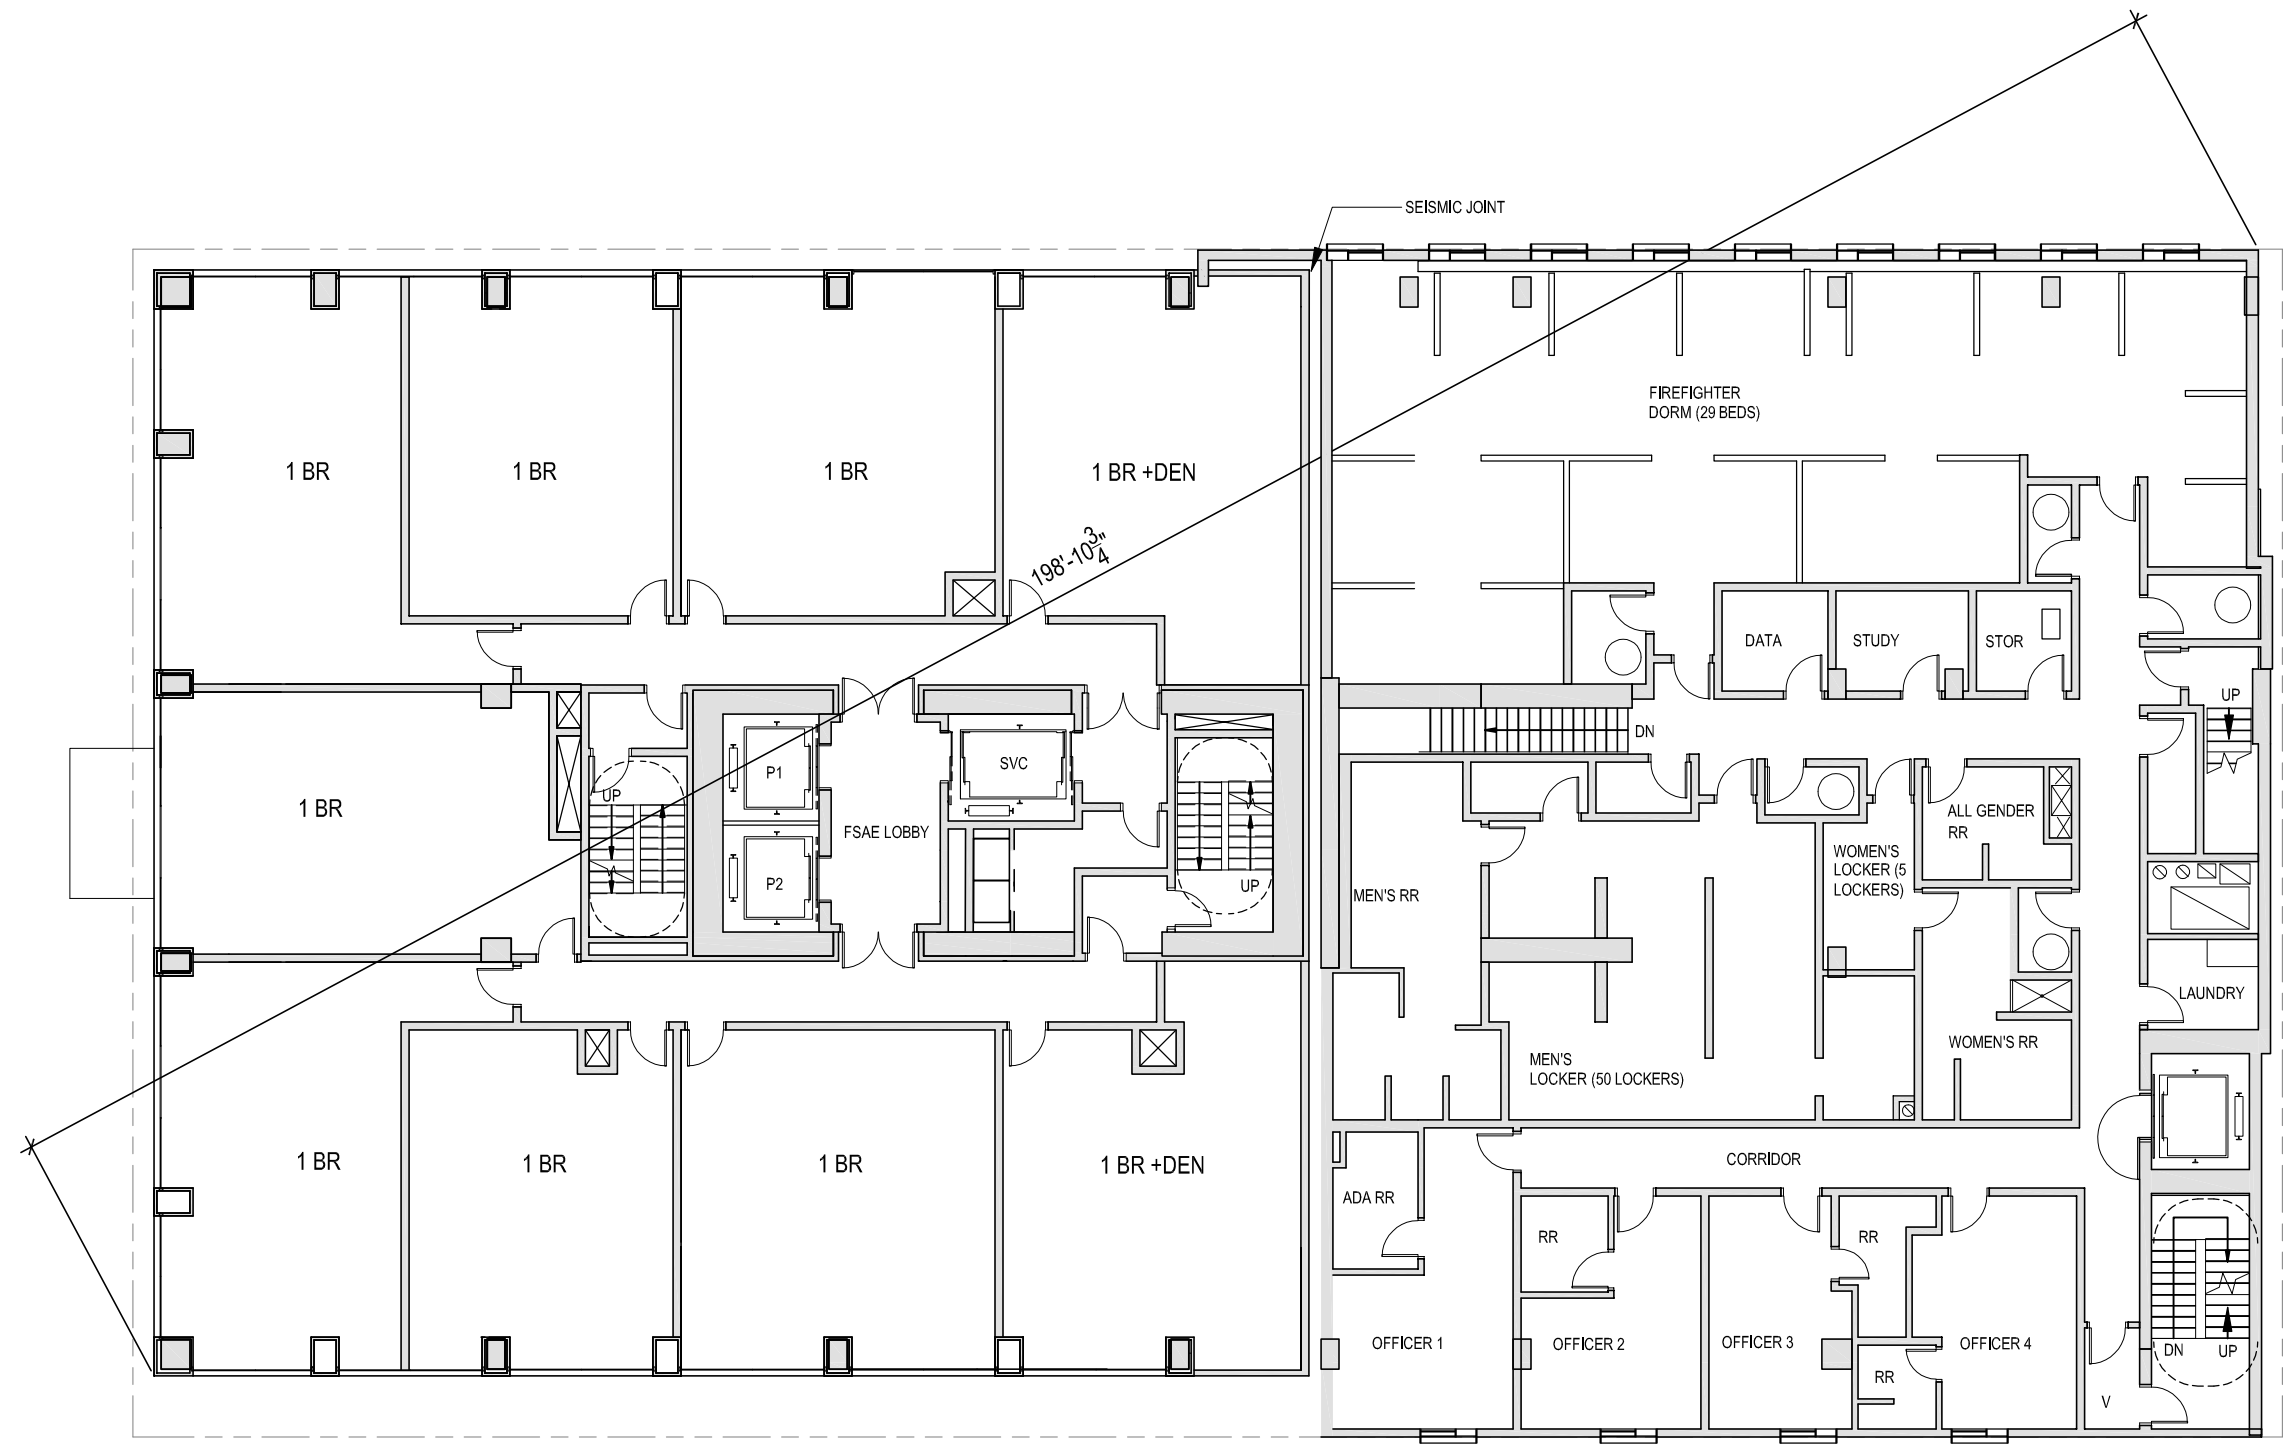 SEISMIC JOINT
FIREFIGHTER
DORM (29 BEDS)
1 BR
1 BR
1 BR
1 BR +DEN
198'-10 3/4"
DATA
STUDY
STOR
UP
DN
1 BR
UP
P1
P2
FSAE LOBBY
SVC
UP
ALL GENDER
RR
WOMEN'S
LOCKER (5
LOCKERS)
MEN'S RR
LAUNDRY
WOMEN'S RR
MEN'S
LOCKER (50 LOCKERS)
1 BR
1 BR
1 BR
1 BR +DEN
CORRIDOR
ADA RR
RR
RR
OFFICER 1
OFFICER 2
OFFICER 3
OFFICER 4
RR
DN
UP
V